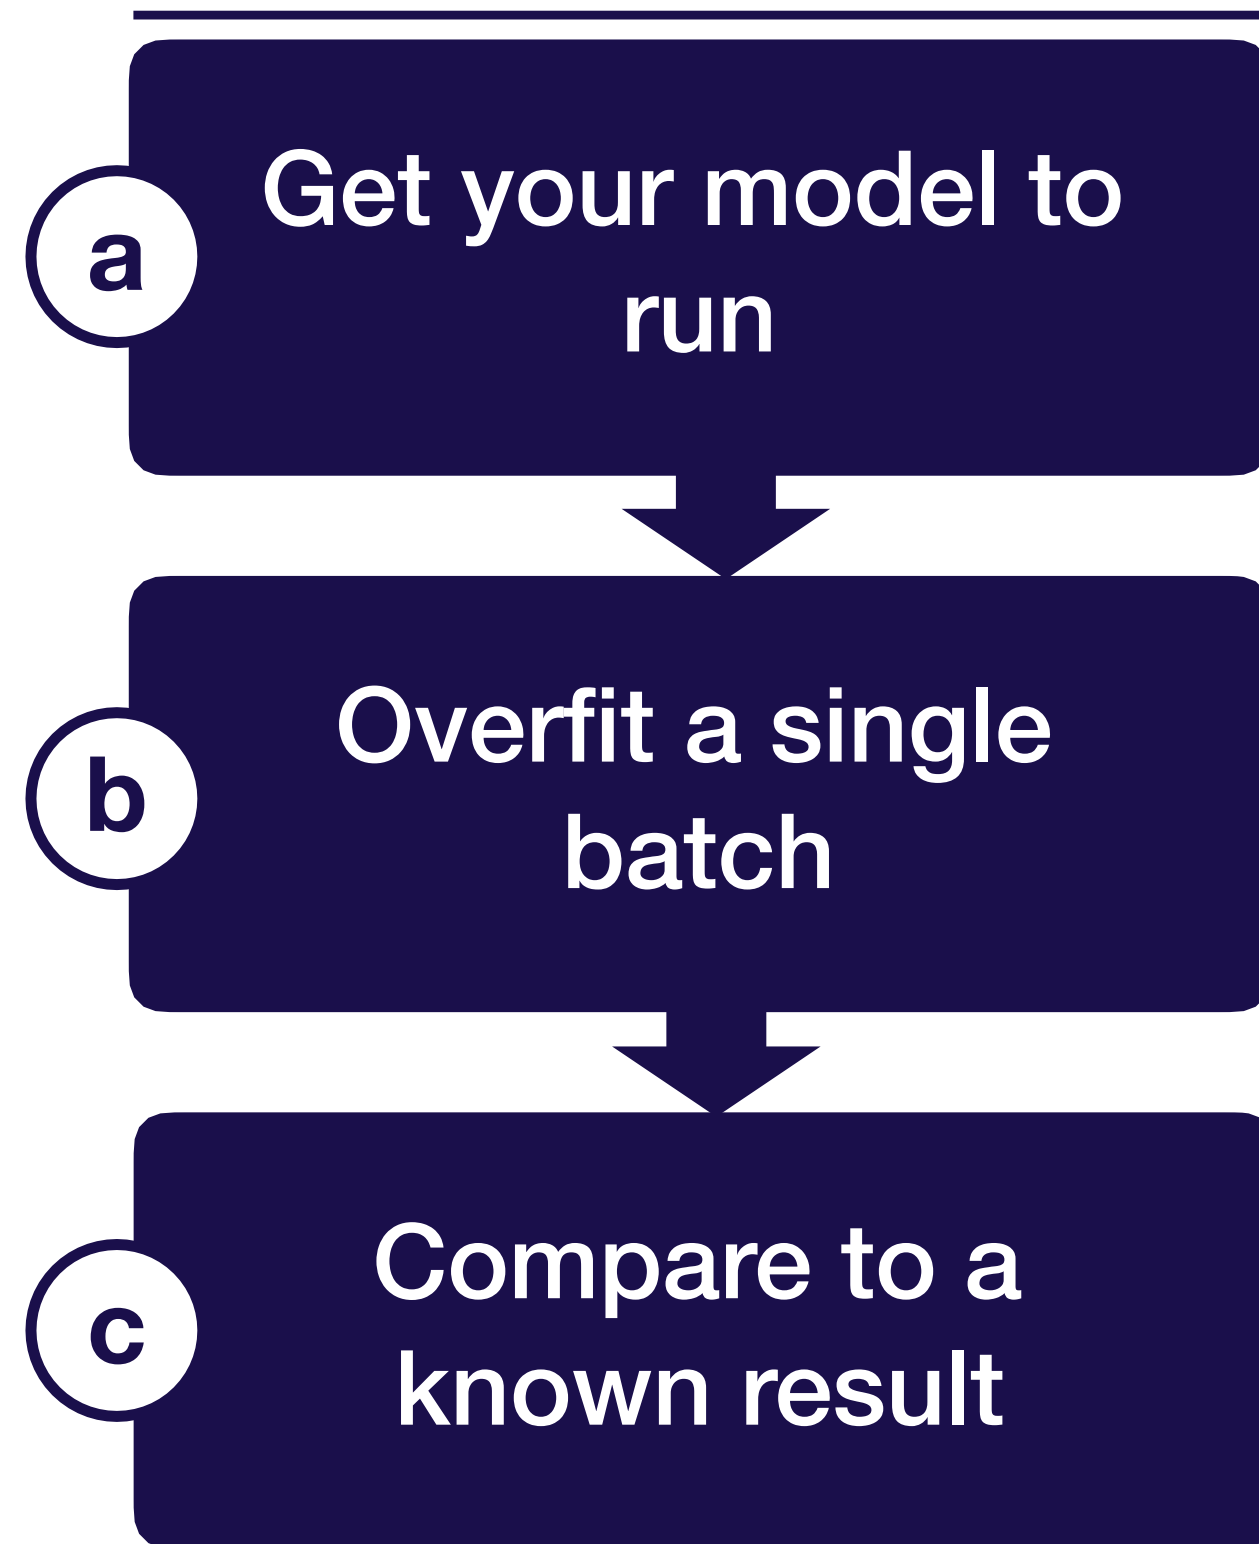 a
Get your model to
run
b
Overfit a single
batch
c
Compare to a
known result